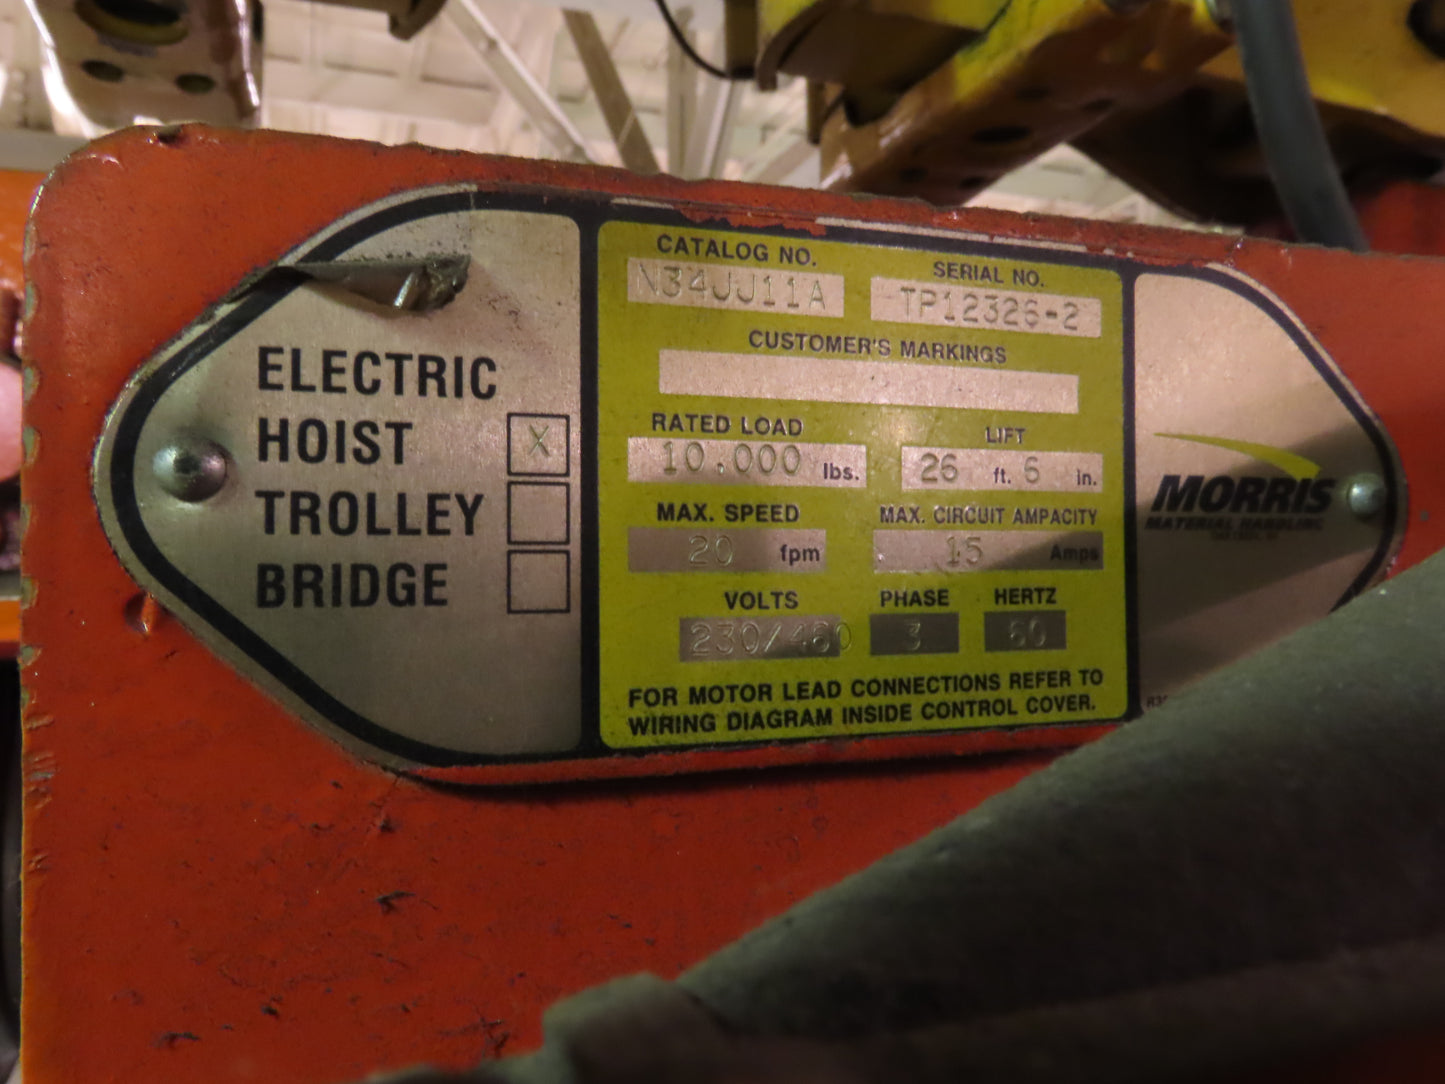 CATALOG NO. SERIAL NO.
N34JJ11A TP12326-2
CUSTOMER'S MARKINGS
ELECTRIC
HOIST X
TROLLEY
BRIDGE
RATED LOAD LIFT
10,000 lbs. 26 ft. 6 in.
MAX. SPEED MAX. CIRCUIT AMPACITY
20 fpm 15 Amps
VOLTS PHASE HERTZ
230/460 3 60
FOR MOTOR LEAD CONNECTIONS REFER TO
WIRING DIAGRAM INSIDE CONTROL COVER.
MORRIS
MATERIAL HANDLING